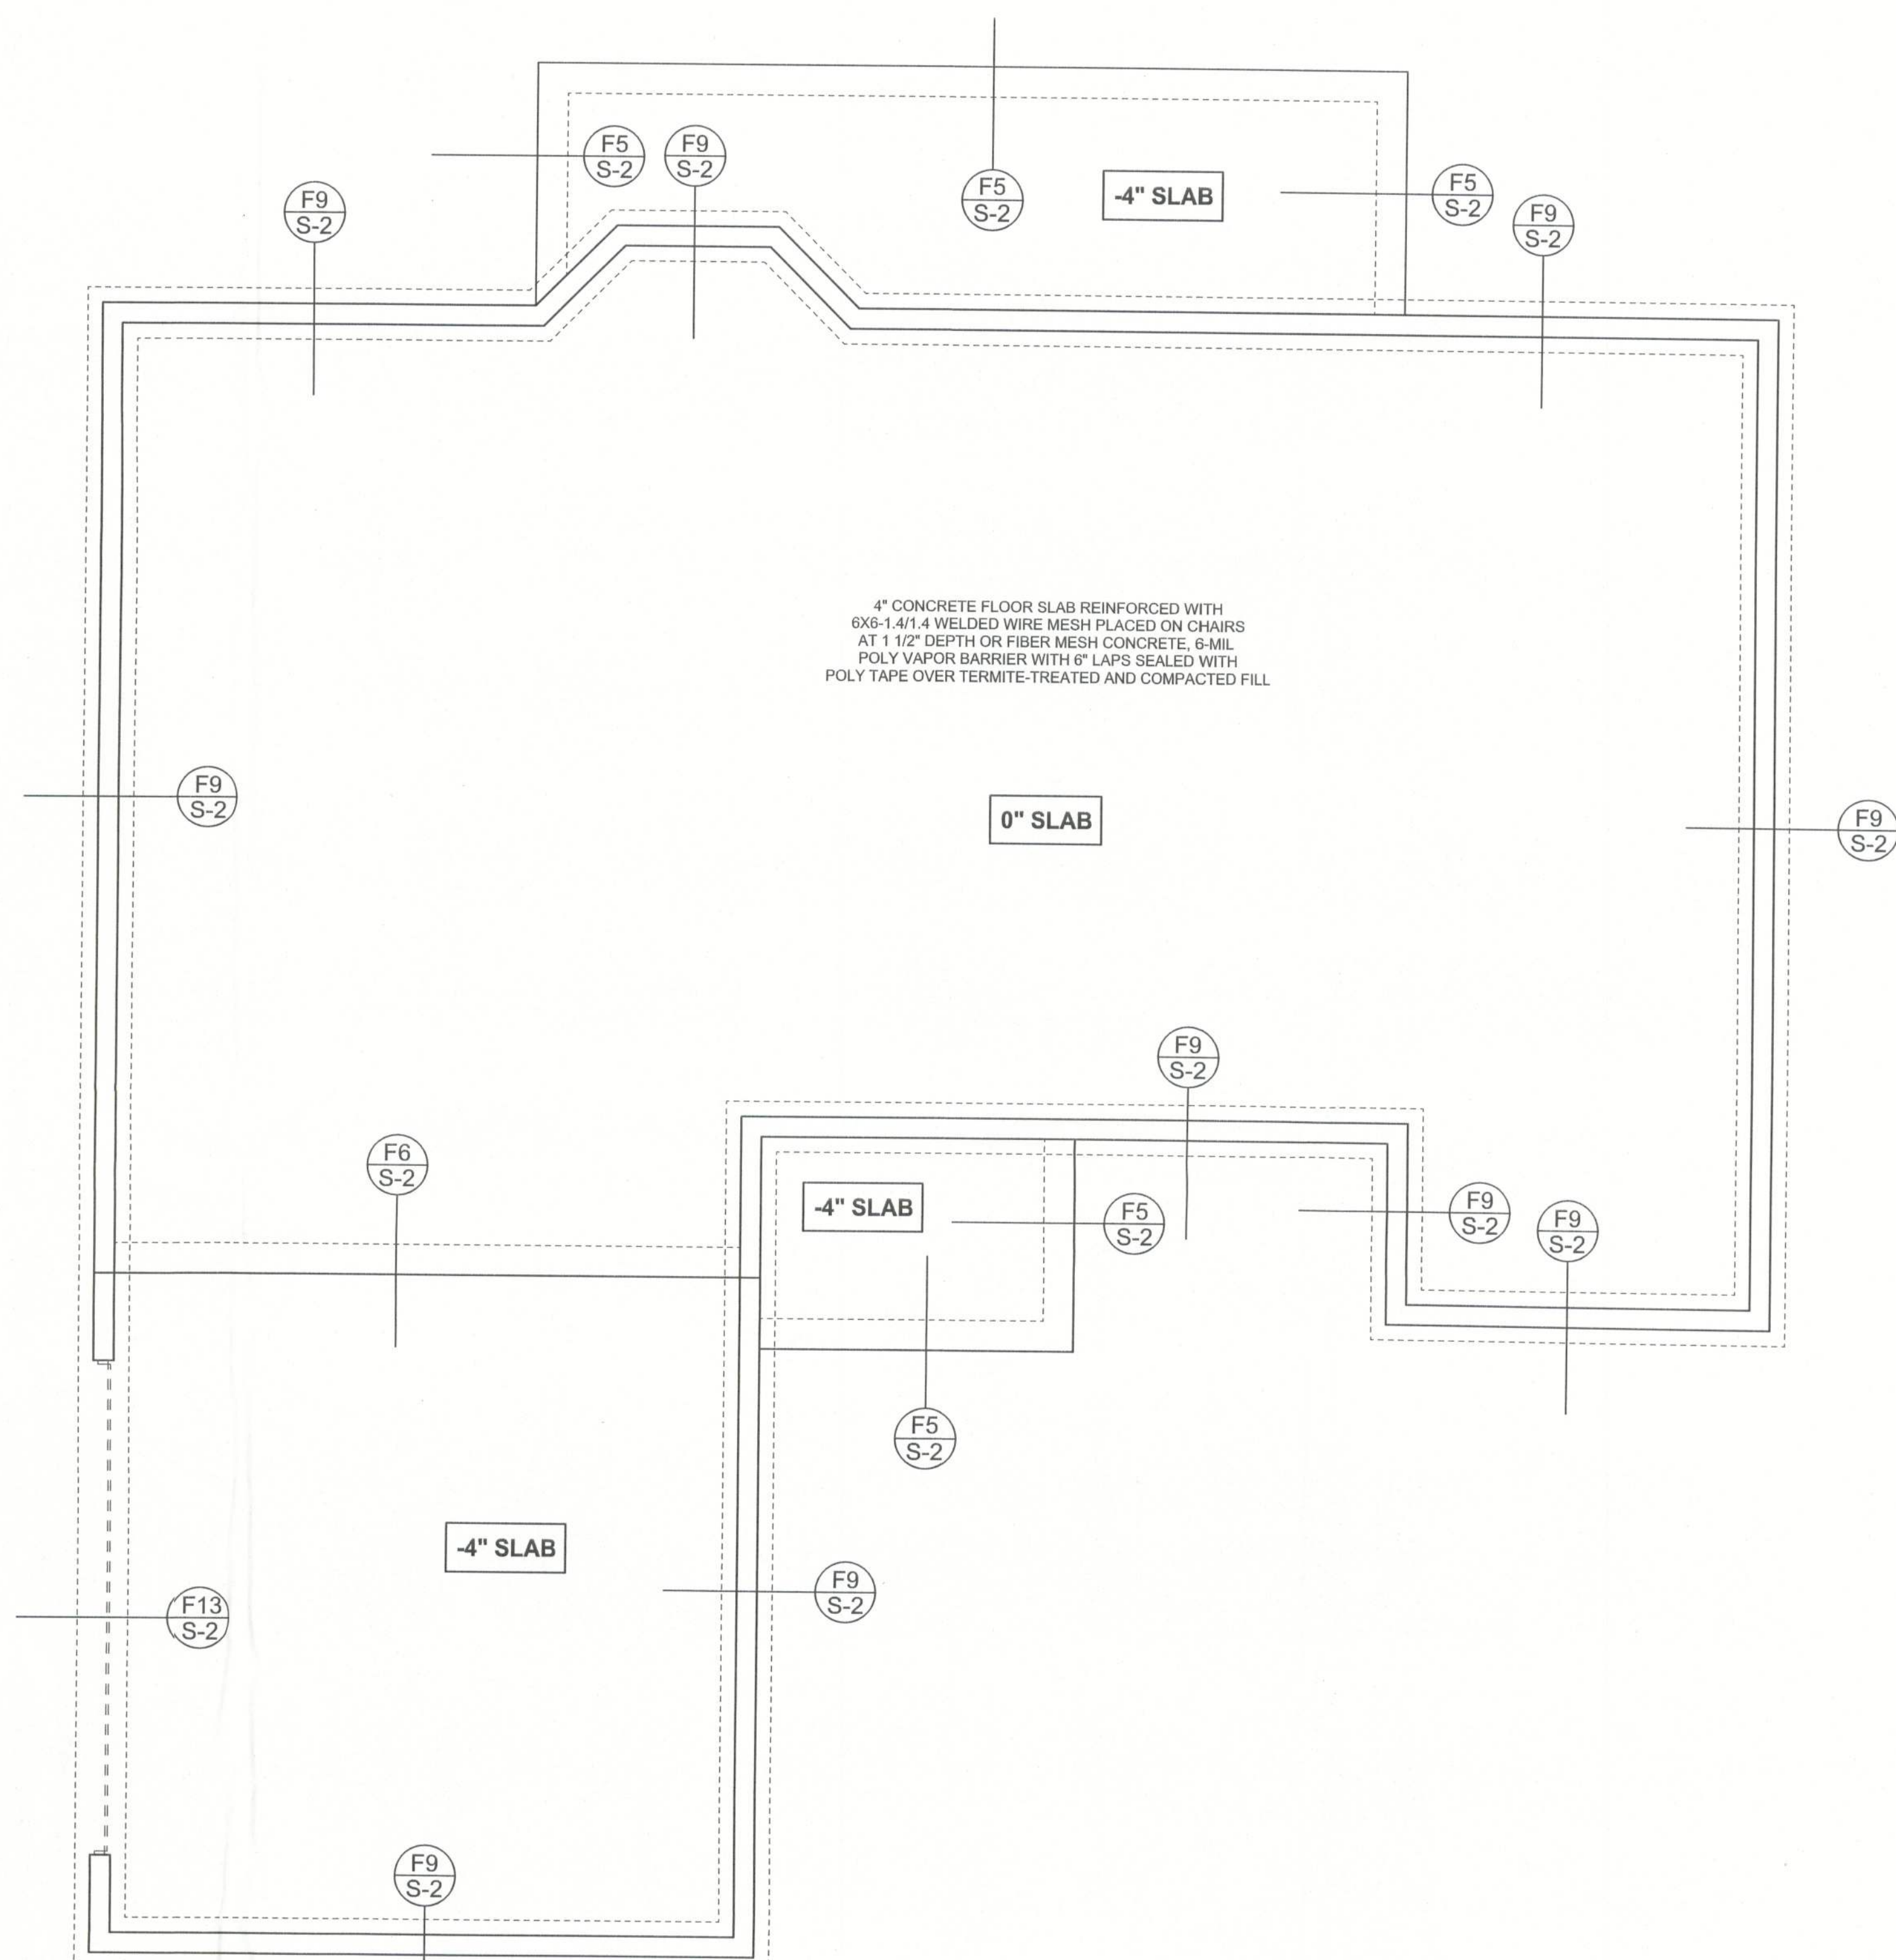 F5
S-2
F9
S-2
F5
S-2
-4" SLAB
F5
S-2
F9
S-2
F9
S-2
4" CONCRETE FLOOR SLAB REINFORCED WITH
6X6-1.4/1.4 WELDED WIRE MESH PLACED ON CHAIRS
AT 1 1/2" DEPTH OR FIBER MESH CONCRETE, 6-MIL
POLY VAPOR BARRIER WITH 6" LAPS SEALED WITH
POLY TAPE OVER TERMITE-TREATED AND COMPACTED FILL
F9
S-2
0" SLAB
F9
S-2
F9
S-2
F6
S-2
-4" SLAB
F5
S-2
F9
S-2
F9
S-2
F5
S-2
-4" SLAB
F13
S-2
F9
S-2
F9
S-2